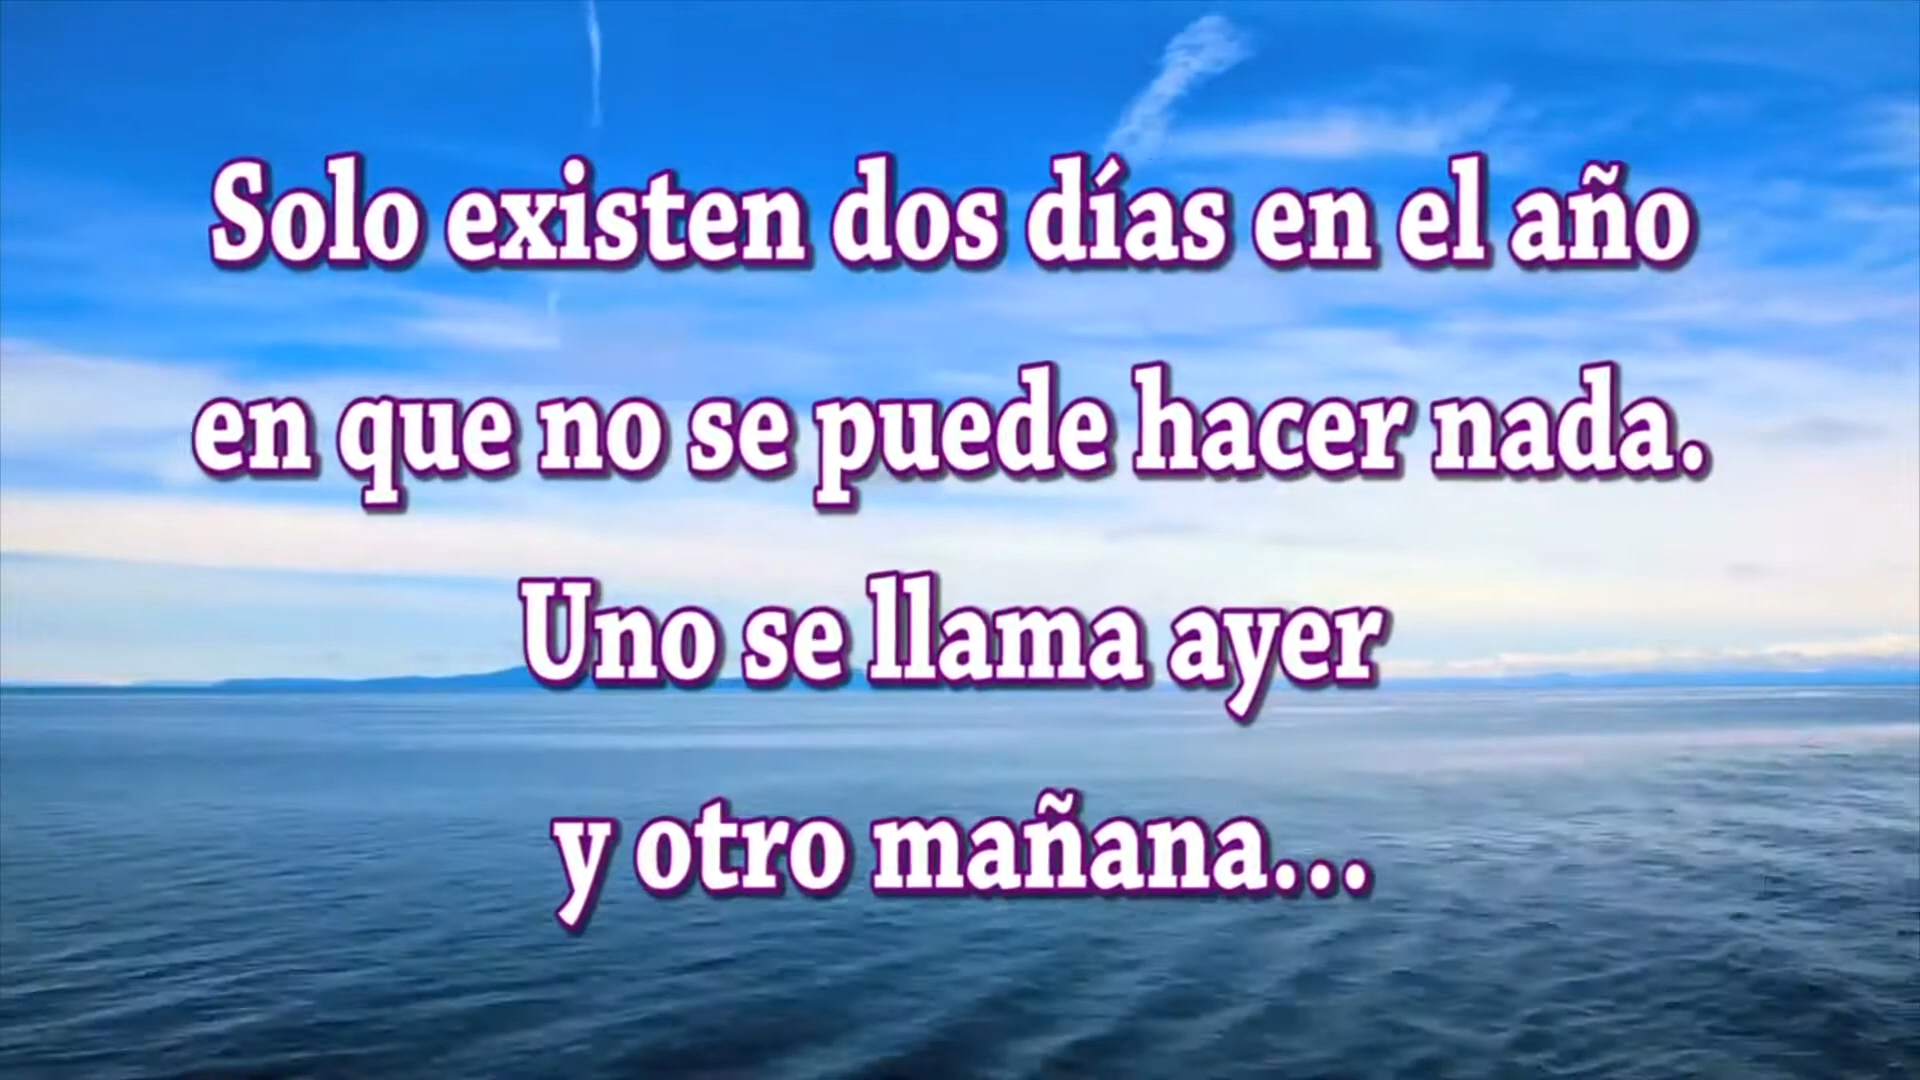 Solo existen dos días en el año
en que no se puede hacer nada.
Uno se llama ayer
y otro mañana...